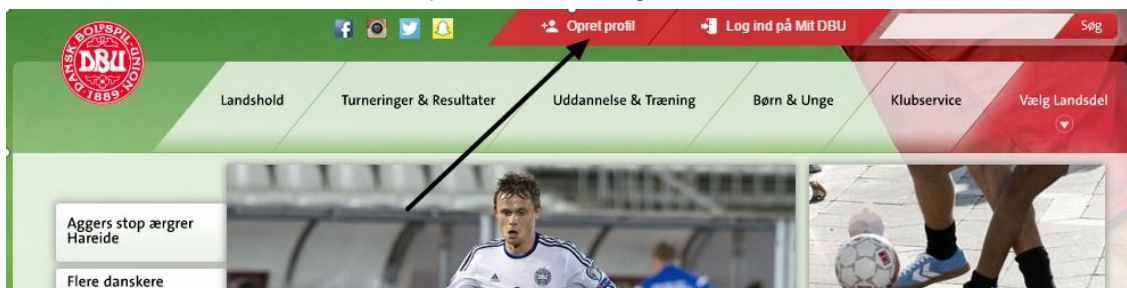 DANSK BOLDSPIL-UNION
DBU
1889
Opret profil
Log ind på Mit DBU
Søg
Landshold
Turneringer & Resultater
Uddannelse & Træning
Børn & Unge
Klubservice
Vælg Landsdel
Aggers stop ærgrer
Hareide
Flere danskere